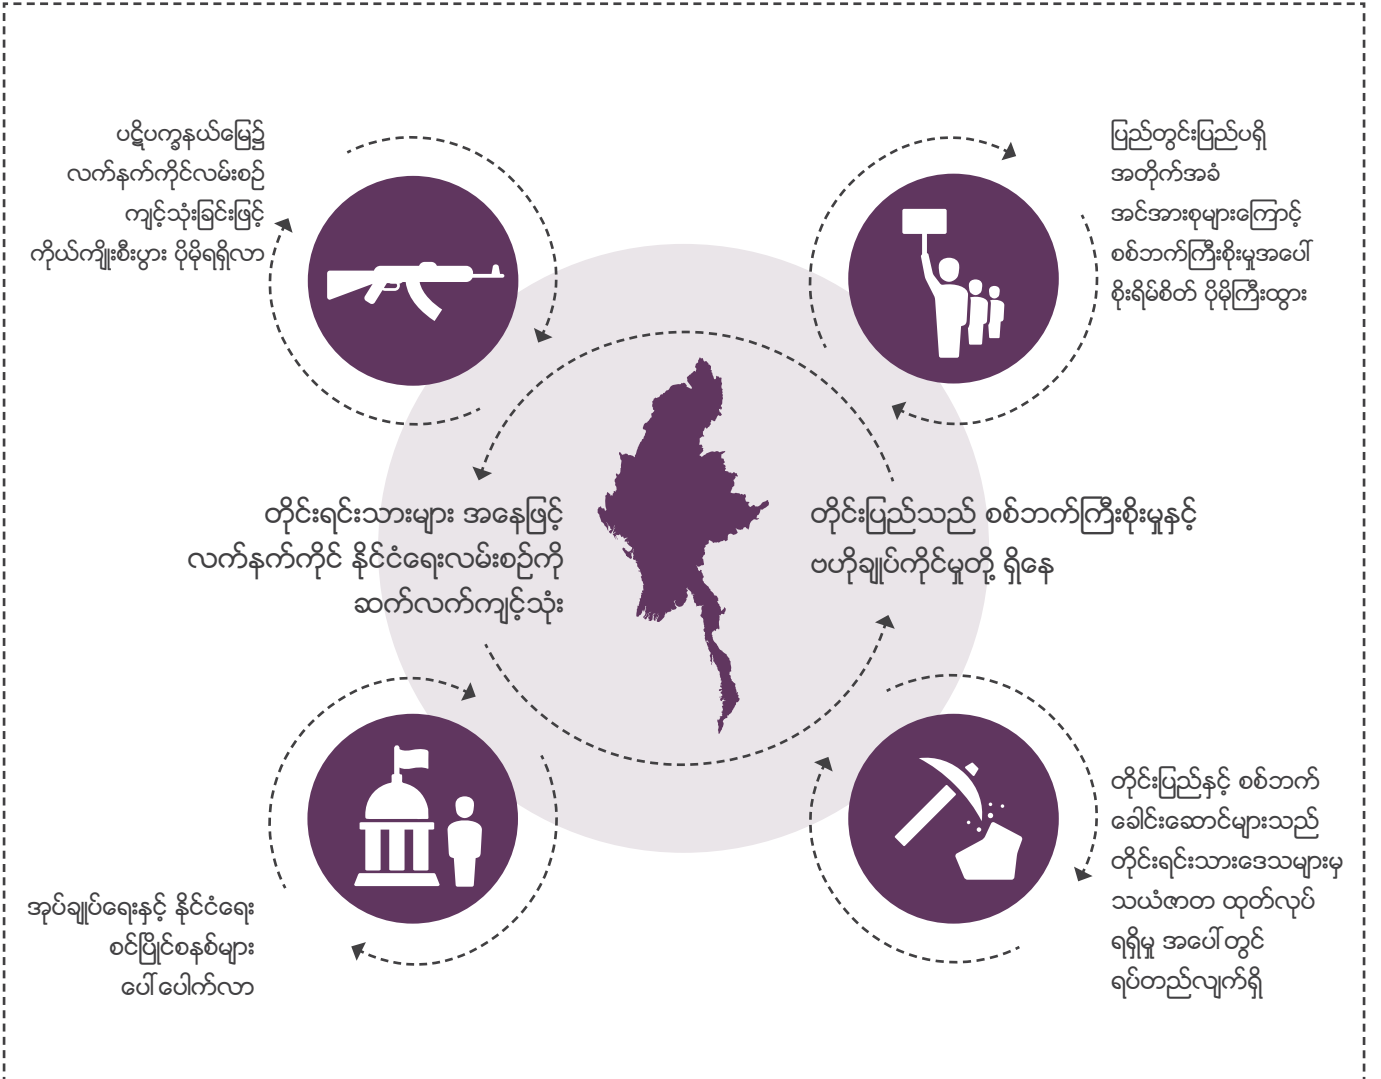 ပဋိပက္ခနယ်မြေ၌
လက်နက်ကိုင်လမ်းစဉ်
ကျင့်သုံးခြင်းဖြင့်
ကိုယ်ကျိုးစီးပွား ပိုမိုရရှိလာ
ပြည်တွင်းပြည်ပရှိ
အတိုက်အခံ
အင်အားစုများကြောင့်
စစ်ဘက်ကြီးစိုးမှုအပေါ်
စိုးရိမ်စိတ် ပိုမိုကြီးထွား
တိုင်းရင်းသားများ အနေဖြင့်
လက်နက်ကိုင် နိုင်ငံရေးလမ်းစဉ်ကို
ဆက်လက်ကျင့်သုံး
တိုင်းပြည်သည် စစ်ဘက်ကြီးစိုးမှုနှင့်
ဗဟိုချုပ်ကိုင်မှုတို့ ရှိနေ
အုပ်ချုပ်ရေးနှင့် နိုင်ငံရေး
စင်ပြိုင်စနစ်များ
ပေါ်ပေါက်လာ
တိုင်းပြည်နှင့် စစ်ဘက်
ခေါင်းဆောင်များသည်
တိုင်းရင်းသားဒေသများမှ
သယံဇာတ ထုတ်လုပ်
ရရှိမှု အပေါ်တွင်
ရပ်တည်လျက်ရှိ